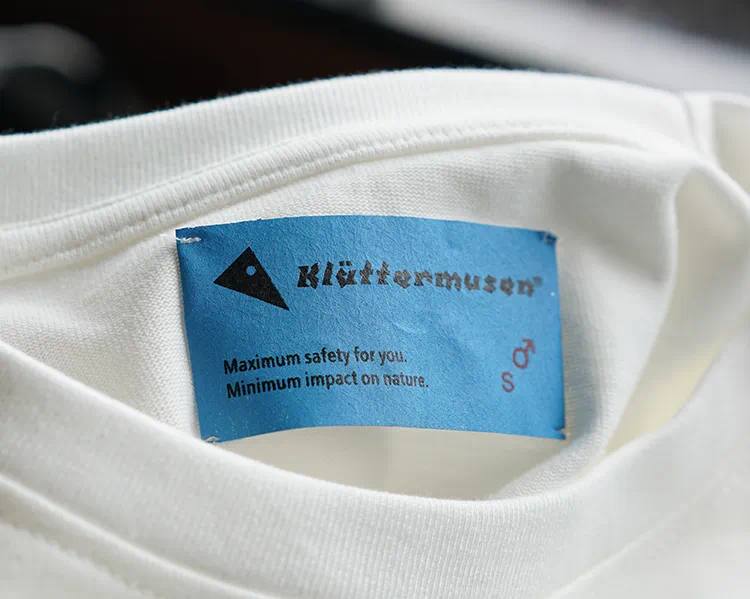 Klättermusen®
Maximum safety for you.
Minimum impact on nature.
♂
S